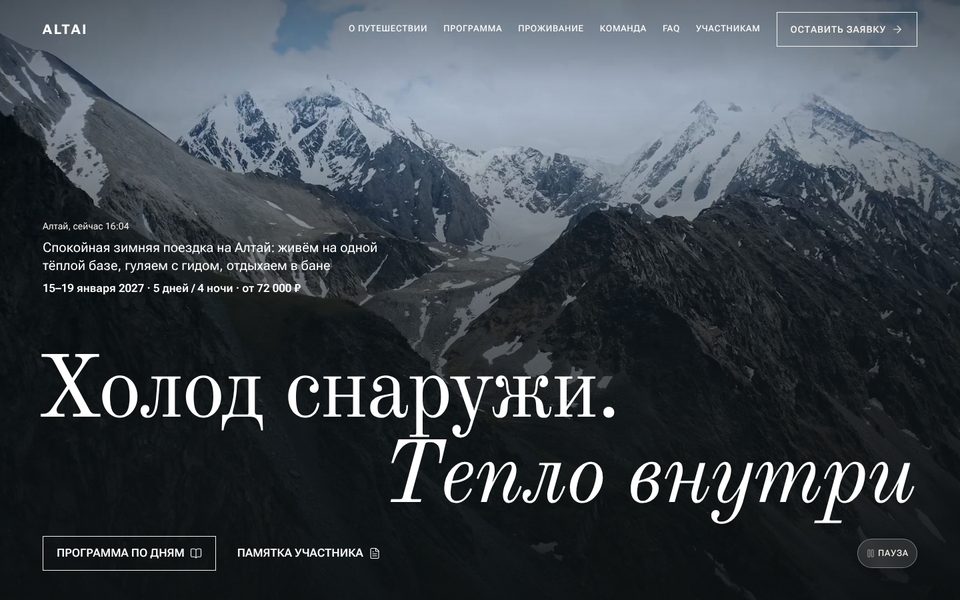 ALTAI
О ПУТЕШЕСТВИИ
ПРОГРАММА
ПРОЖИВАНИЕ
КОМАНДА
FAQ
УЧАСТНИКАМ
ОСТАВИТЬ ЗАЯВКУ
Алтай, сейчас 16:04
Спокойная зимняя поездка на Алтай: живём на одной
тёплой базе, гуляем с гидом, отдыхаем в бане
15–19 января 2027 · 5 дней / 4 ночи · от 72 000 ₽
Холод снаружи.
Тепло внутри
ПРОГРАММА ПО ДНЯМ
ПАМЯТКА УЧАСТНИКА
ПАУЗА